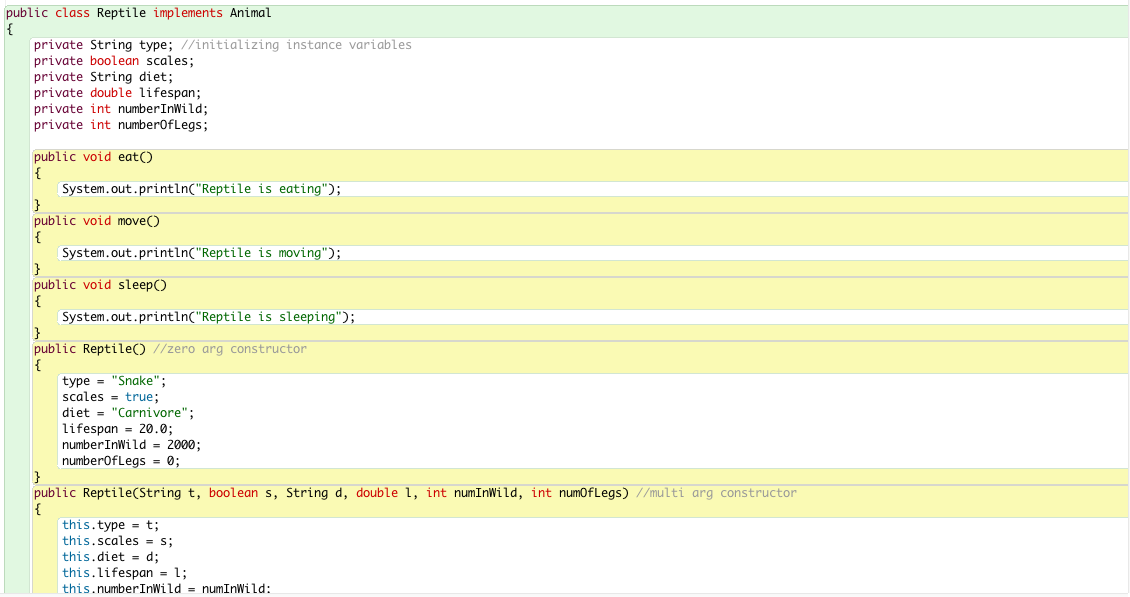 public class Reptile implements Animal
{
private String type; //initializing instance variables
private boolean scales;
private String diet;
private double lifespan;
private int numberInWild;
private int numberOfLegs;
public void eat()
{
System.out.println("Reptile is eating");
}
public void move()
{
System.out.println("Reptile is moving");
}
public void sleep()
{
System.out.println("Reptile is sleeping");
}
public Reptile() //zero arg constructor
{
type = "Snake";
scales = true;
diet = "Carnivore";
lifespan = 20.0;
numberInWild = 2000;
numberOfLegs = 0;
}
public Reptile(String t, boolean s, String d, double l, int numInWild, int numOfLegs) //multi arg constructor
{
this.type = t;
this.scales = s;
this.diet = d;
this.lifespan = l;
this.numberInWild = numInWild;